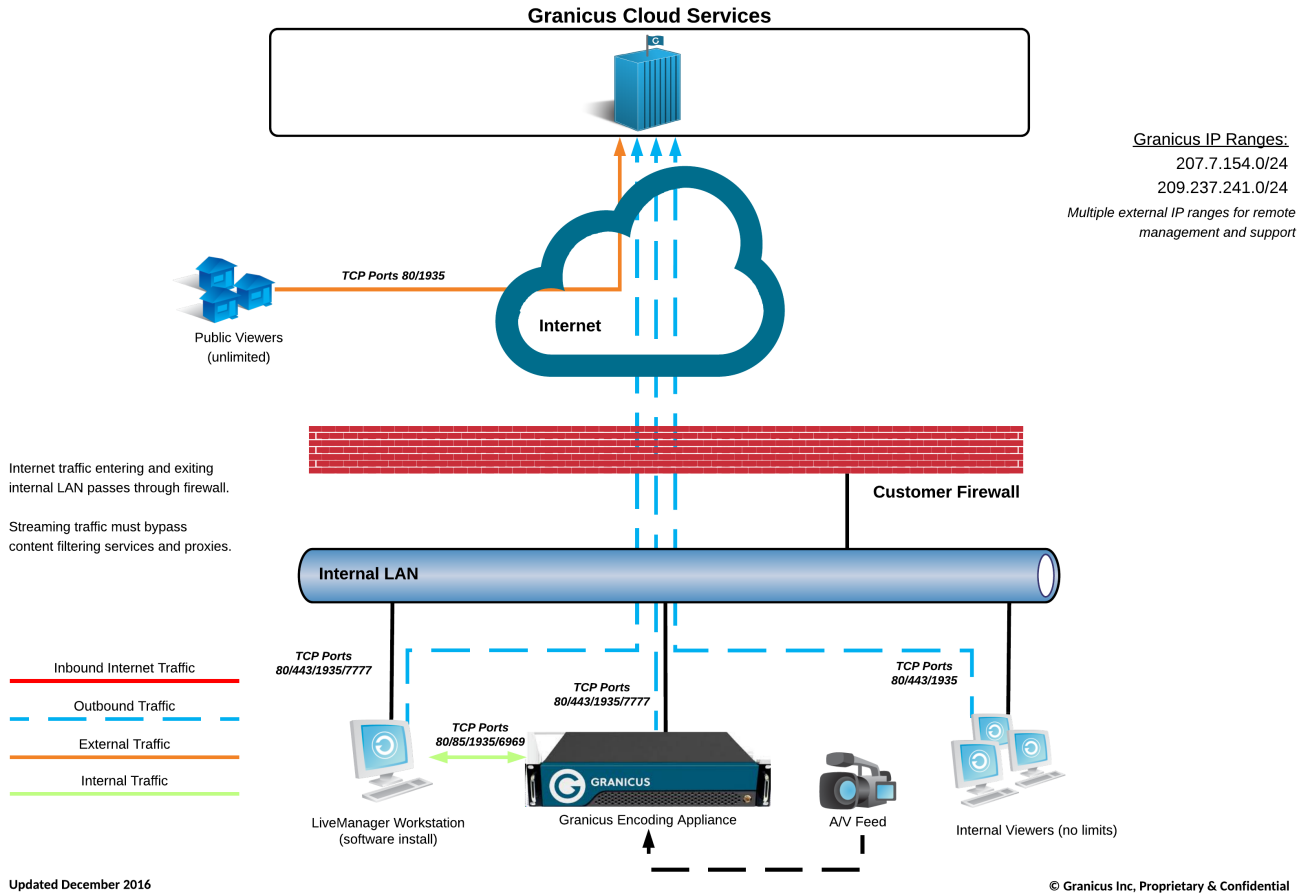 Granicus Cloud Services
Granicus IP Ranges:
207.7.154.0/24
209.237.241.0/24
Multiple external IP ranges for remote
management and support
TCP Ports 80/1935
Public Viewers
(unlimited)
Internet
Internet traffic entering and exiting
internal LAN passes through firewall.
Streaming traffic must bypass
content filtering services and proxies.
Customer Firewall
Internal LAN
TCP Ports
80/443/1935/7777
TCP Ports
80/443/1935/7777
TCP Ports
80/443/1935
Inbound Internet Traffic
Outbound Traffic
External Traffic
Internal Traffic
TCP Ports
80/85/1935/6969
GRANICUS
LiveManager Workstation
(software install)
Granicus Encoding Appliance
A/V Feed
Internal Viewers (no limits)
Updated December 2016
© Granicus Inc, Proprietary & Confidential